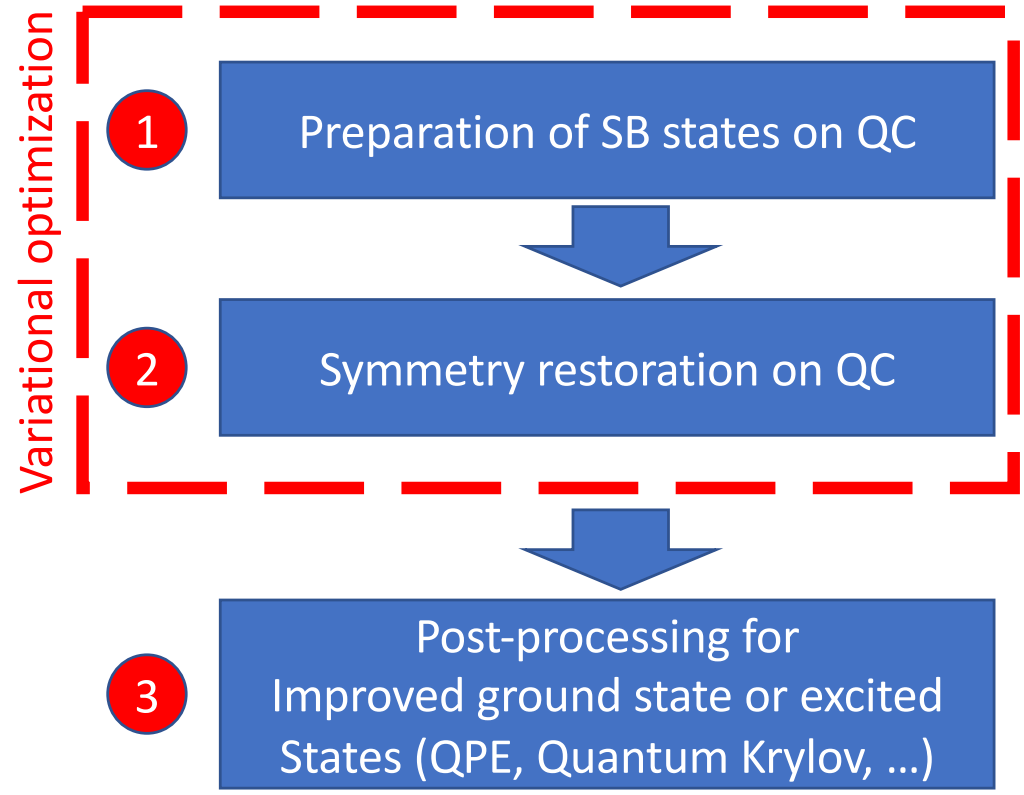 Variational optimization
1
Preparation of SB states on QC
2
Symmetry restoration on QC
3
Post-processing for
Improved ground state or excited
States (QPE, Quantum Krylov, ...)